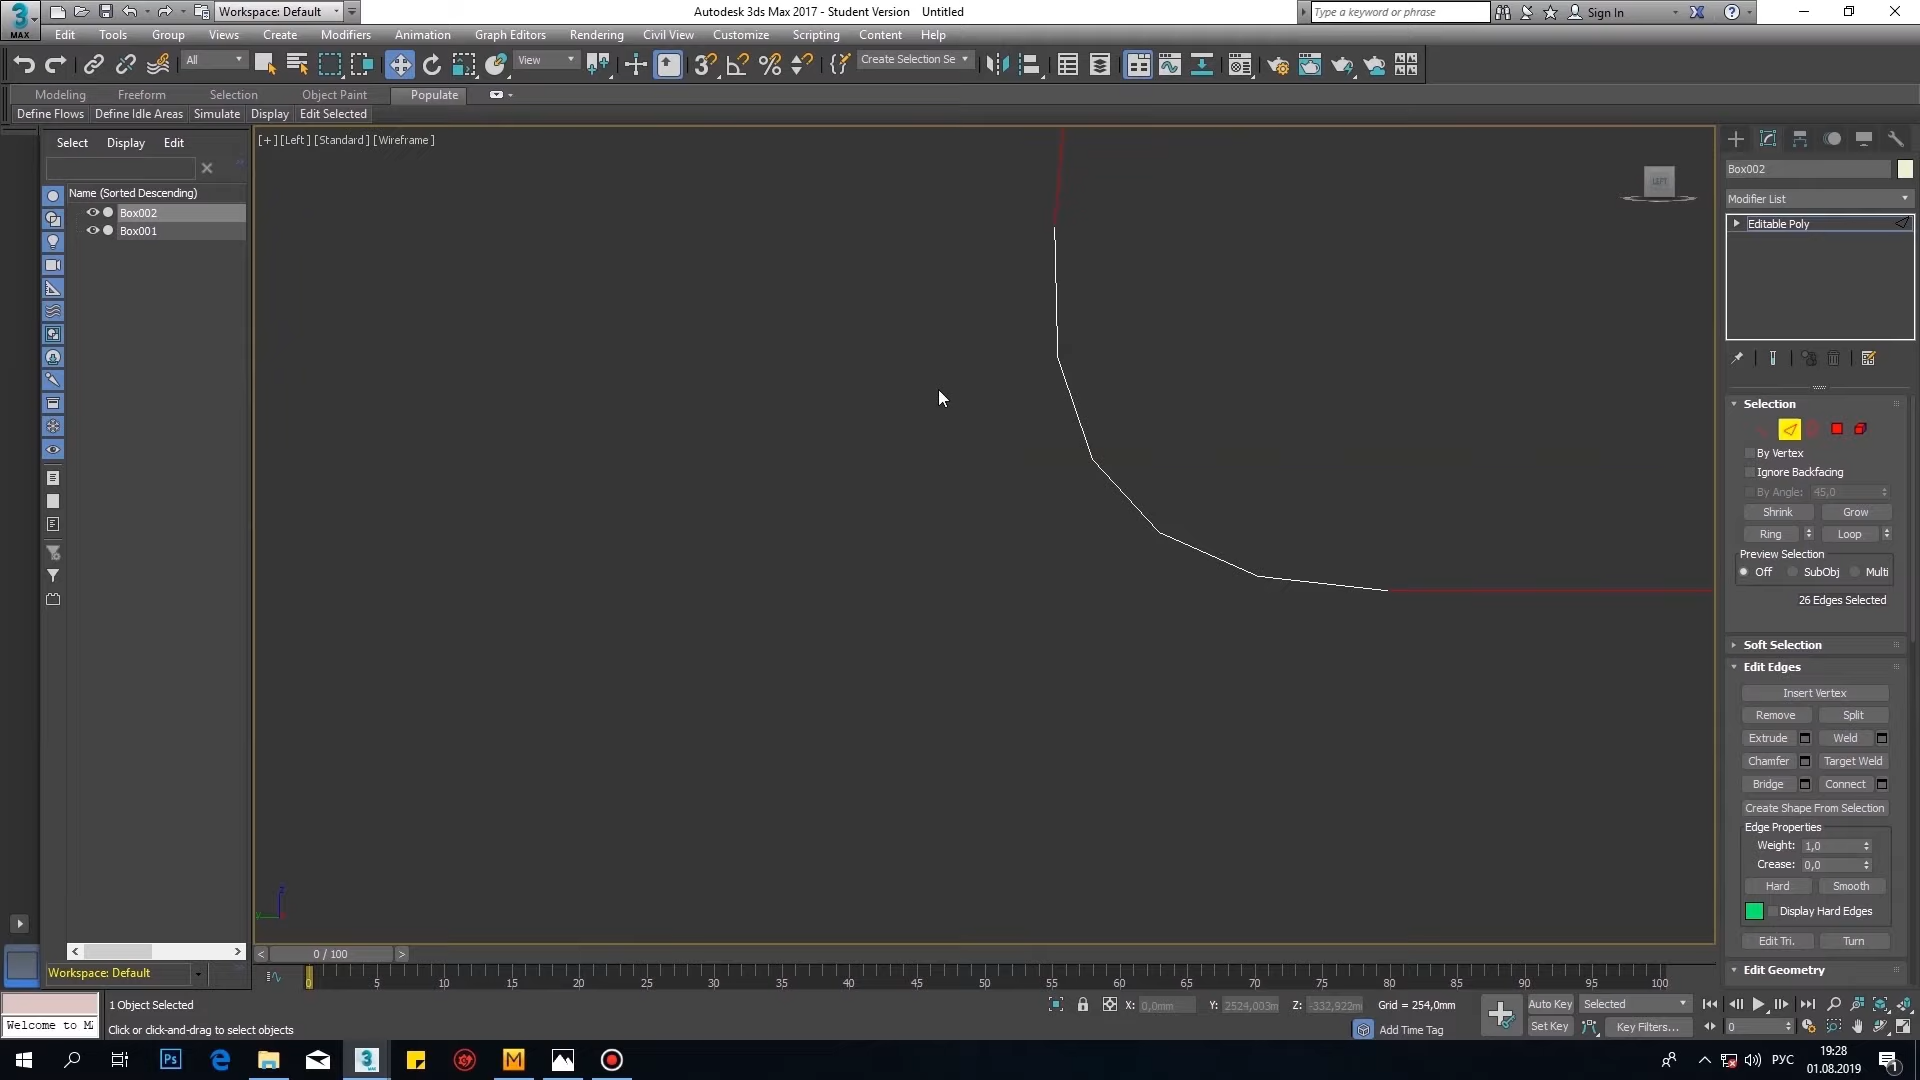 3
MAX
Workspace: Default
Autodesk 3ds Max 2017 - Student Version Untitled
Type a keyword or phrase
Sign In
Edit Tools Group Views Create Modifiers Animation Graph Editors Rendering Civil View Customize Scripting Content Help
All
View
Create Selection Se
Modeling Freeform Selection Object Paint Populate
Define Flows Define Idle Areas Simulate Display Edit Selected
Select Display Edit
Name (Sorted Descending)
Box002
Box001
[+] [Left] [Standard] [Wireframe]
LEFT
Box002
Modifier List
Editable Poly
Selection
By Vertex
Ignore Backfacing
By Angle: 45,0
Shrink Grow
Ring Loop
Preview Selection
Off SubObj Multi
26 Edges Selected
Soft Selection
Edit Edges
Insert Vertex
Remove Split
Extrude Weld
Chamfer Target Weld
Bridge Connect
Create Shape From Selection
Edge Properties
Weight: 1,0
Crease: 0,0
Hard Smooth
Display Hard Edges
Edit Tri. Turn
Edit Geometry
z
y
< 0 / 100 >
Workspace: Default
0 5 10 15 20 25 30 35 40 45 50 55 60 65 70 75 80 85 90 95 100
1 Object Selected
Welcome to M
Click or click-and-drag to select objects
X: 0,0mm Y: 2524,003m Z: -332,922m Grid = 254,0mm
Add Time Tag
Auto Key Selected
Set Key Key Filters...
0
Ps
3
MAX
M
РУС
19:28
01.08.2019
1